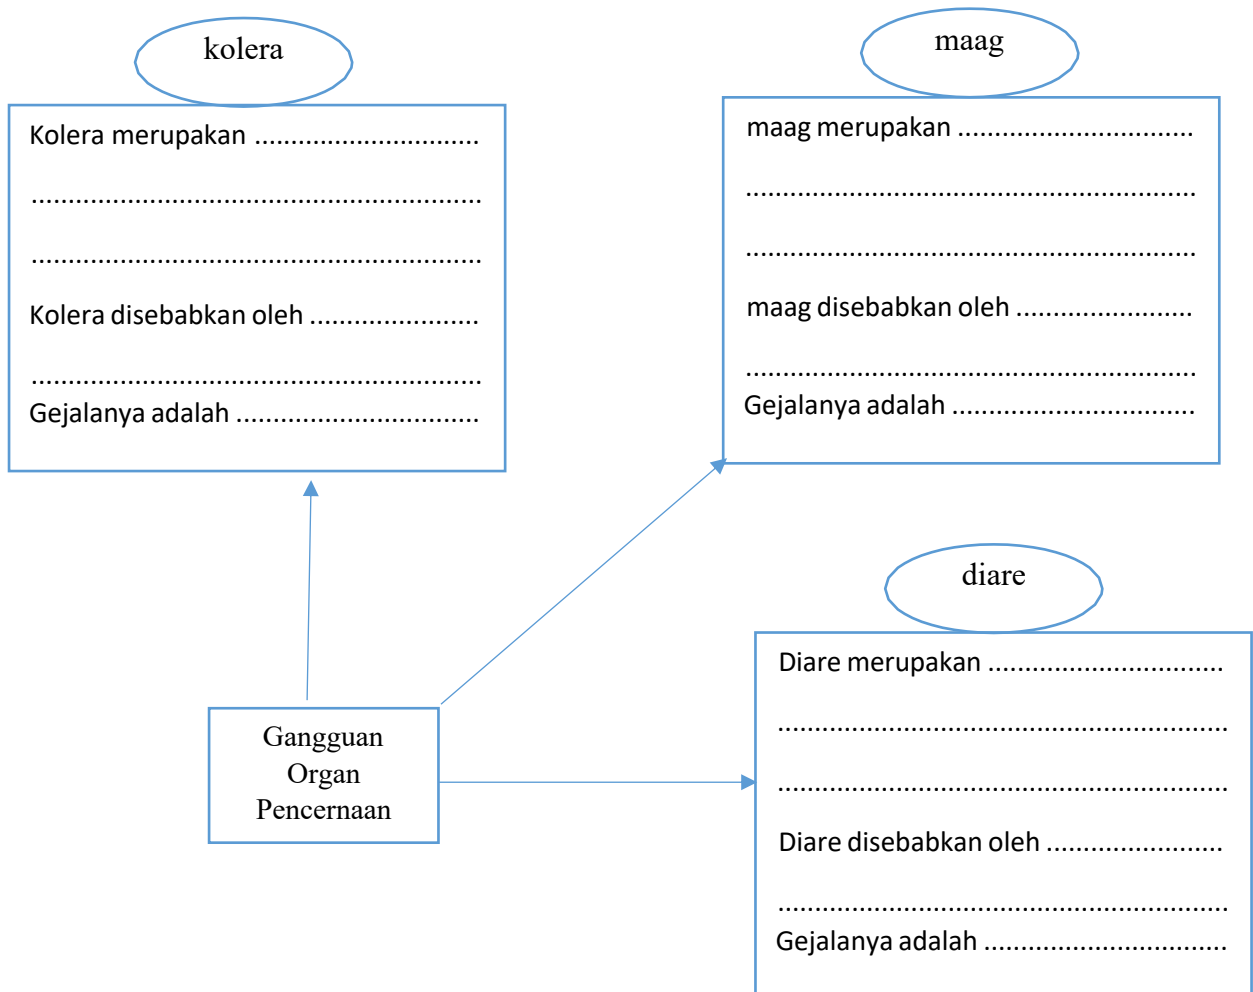 kolera
Kolera merupakan ...............................
.............................................................
.............................................................
Kolera disebabkan oleh .......................
.............................................................
Gejalanya adalah .................................
maag
maag merupakan ................................
.............................................................
.............................................................
maag disebabkan oleh ........................
.............................................................
Gejalanya adalah .................................
diare
Diare merupakan ................................
.............................................................
.............................................................
Diare disebabkan oleh ........................
.............................................................
Gejalanya adalah .................................
Gangguan
Organ
Pencernaan